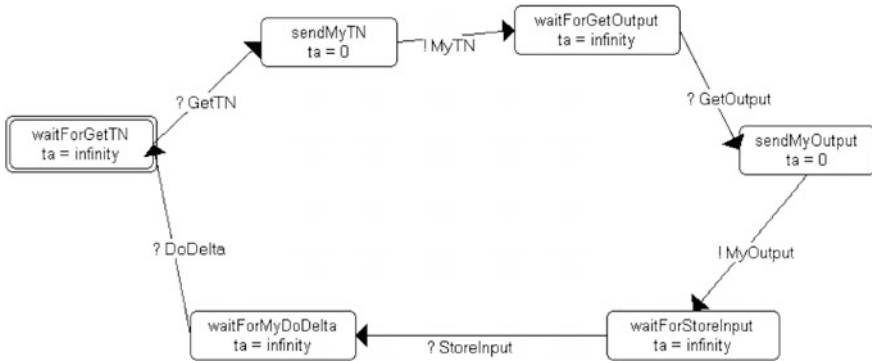 sendMyTN
ta = 0
! MyTN
waitForGetOutput
ta = infinity
? GetTN
? GetOutput
waitForGetTN
ta = infinity
sendMyOutput
ta = 0
? DoDelta
! MyOutput
waitForMyDoDelta
ta = infinity
? StoreInput
waitForStoreInput
ta = infinity